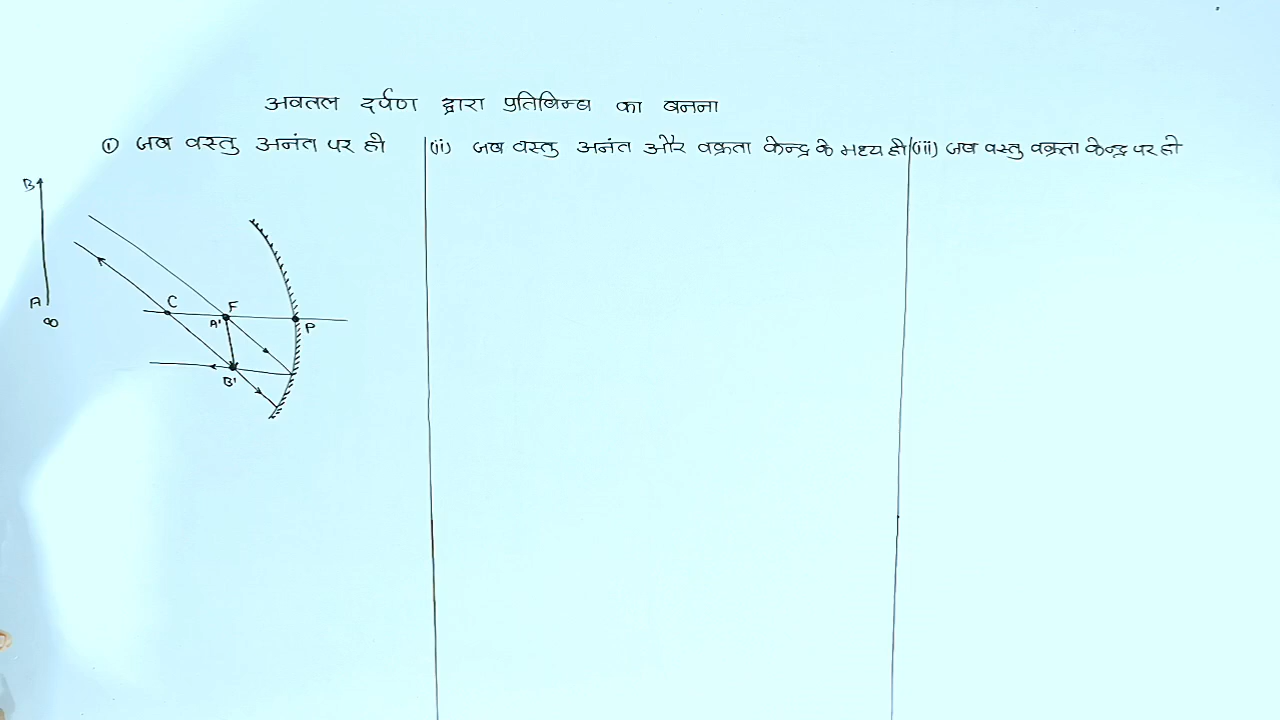 अवतल दर्पण द्वारा प्रतिबिम्ब का बनना
① जब वस्तु अनंत पर हो
(ii) जब वस्तु अनंत और वक्रता केन्द्र के मध्य हो
(iii) जब वस्तु वक्रता केन्द्र पर हो
B
A
∞
C
F
A'
P
B'